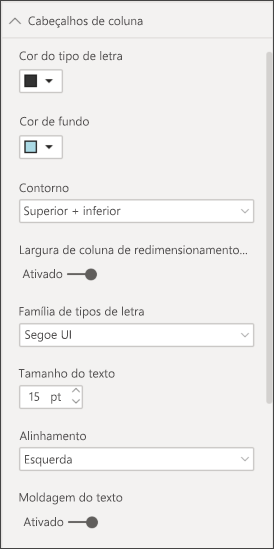 Cabeçalhos de coluna
Cor do tipo de letra
Cor de fundo
Contorno
Superior + inferior
Largura de coluna de redimensionamento...
Ativado
Família de tipos de letra
Segoe UI
Tamanho do texto
15 pt
Alinhamento
Esquerda
Moldagem do texto
Ativado